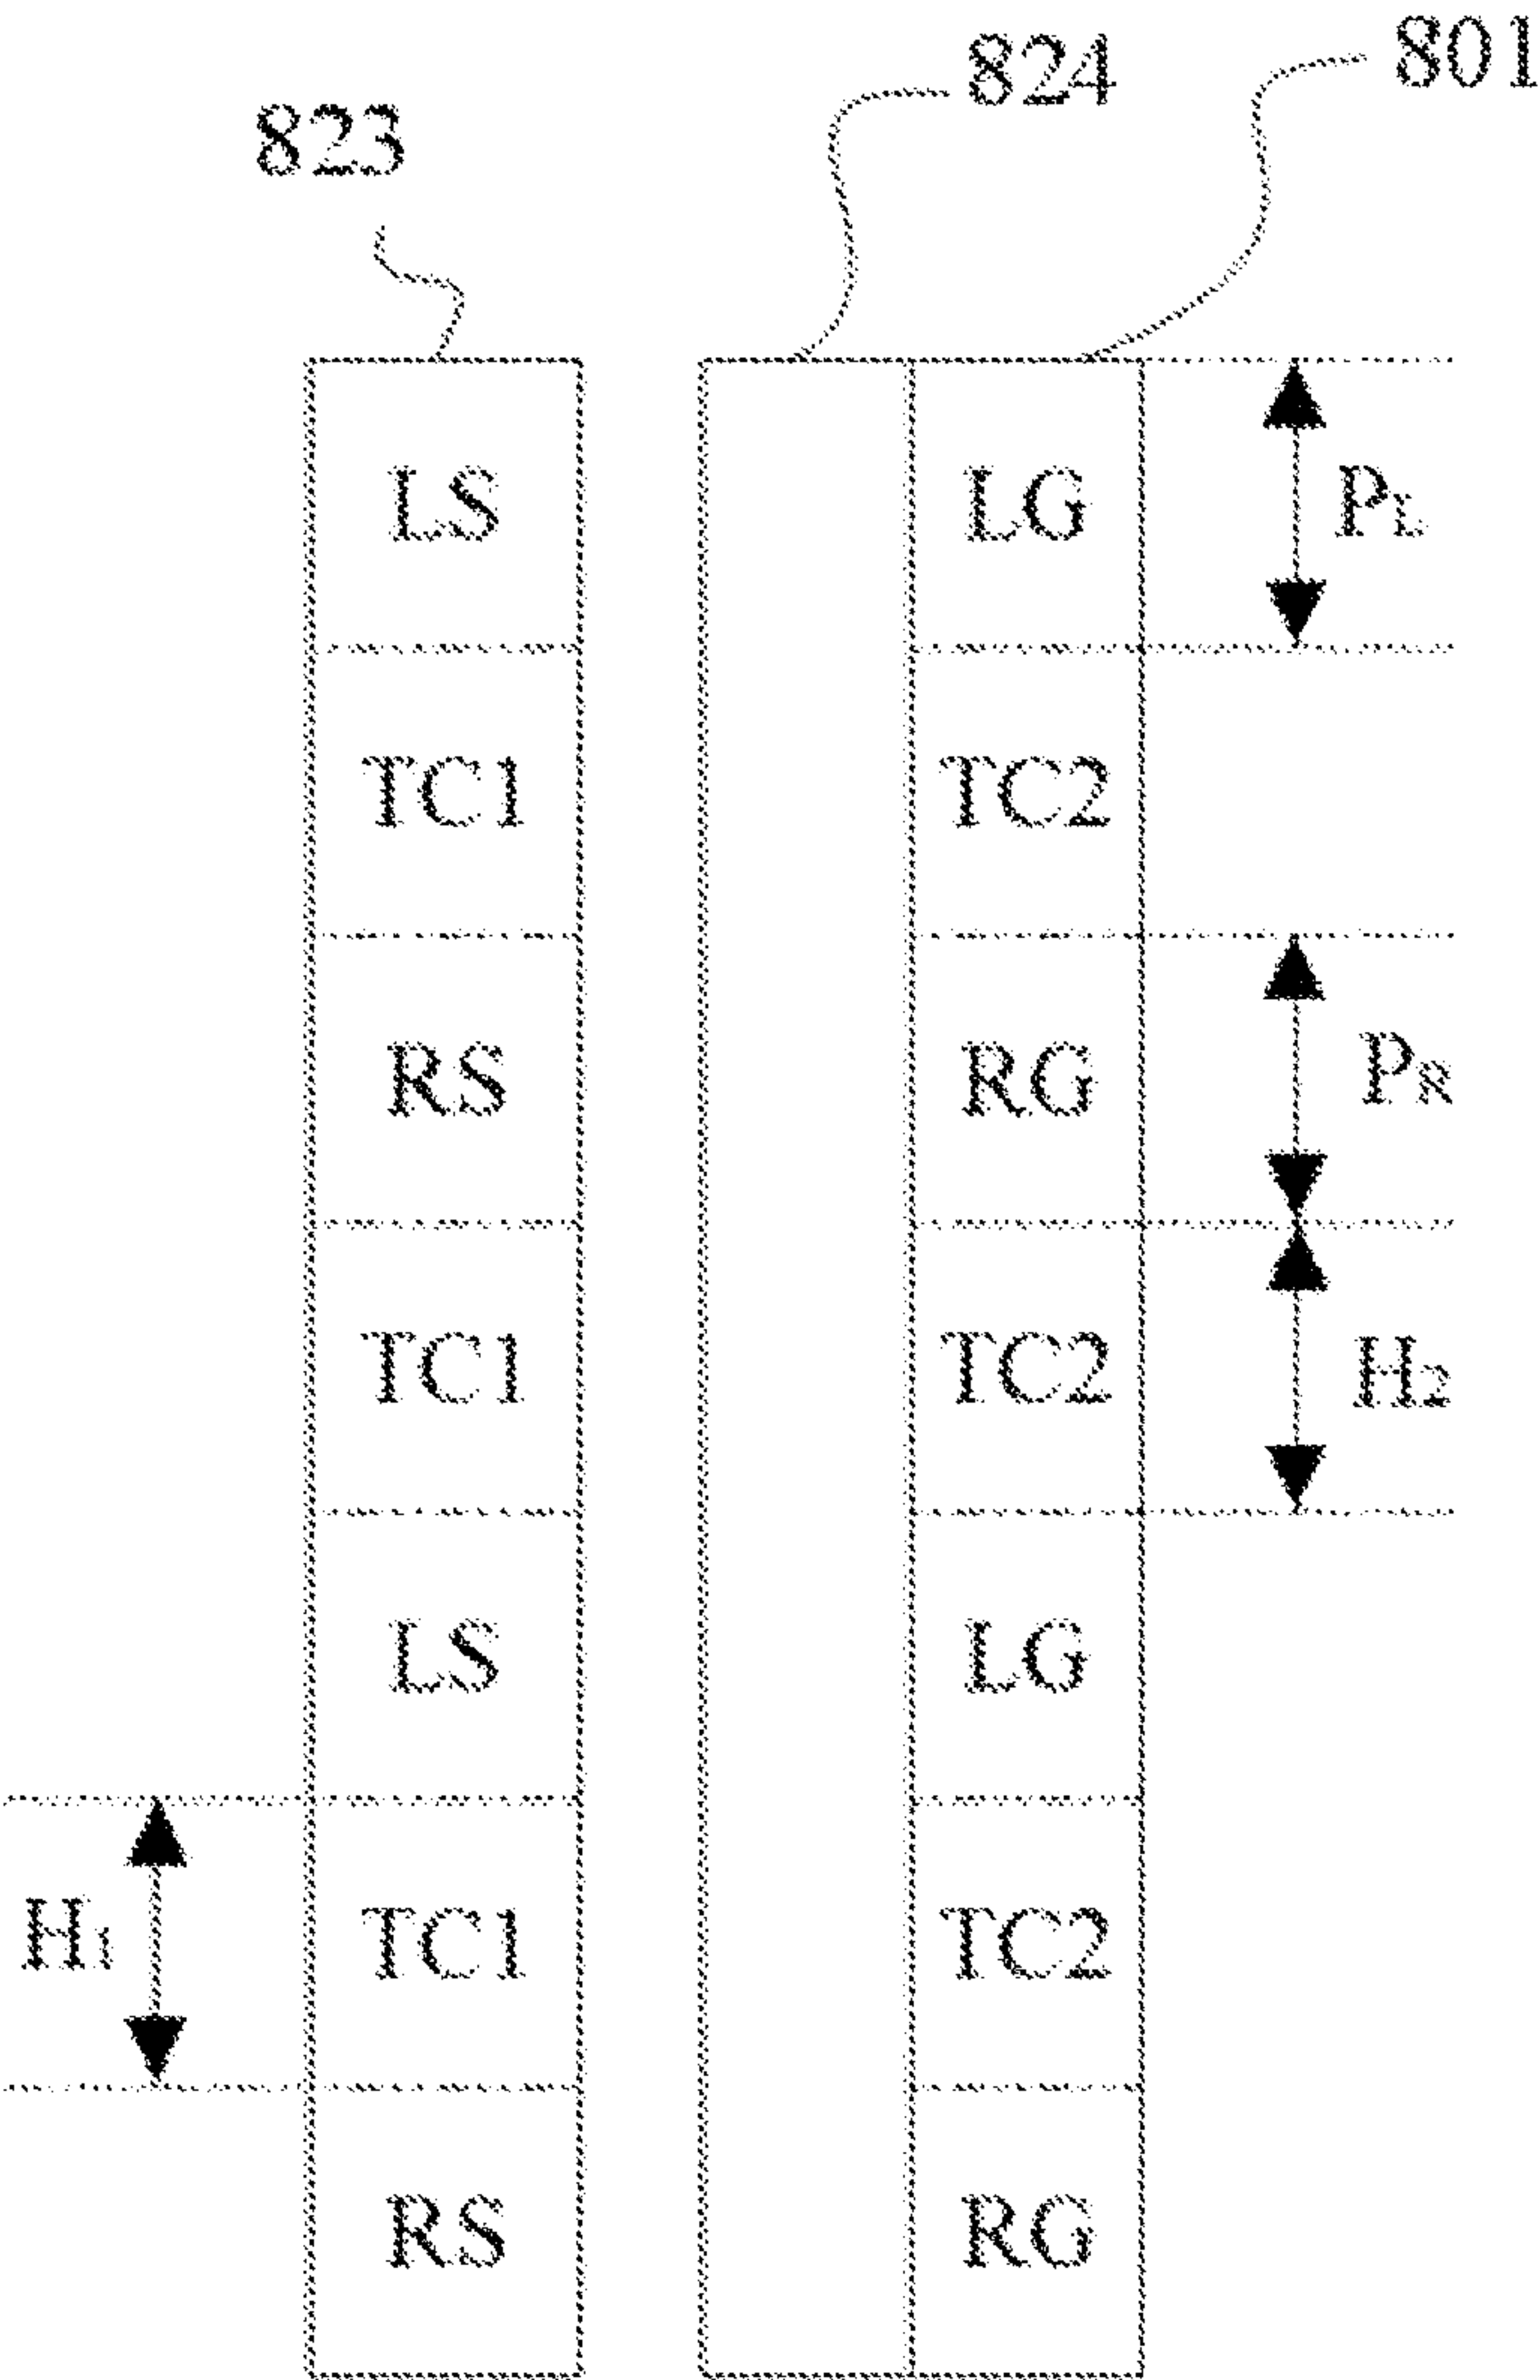 801
824
823
LS LG PL
TC1 TC2
RS RG PR
TC1 TC2 H2
LS LG
H1 TC1 TC2
RS RG